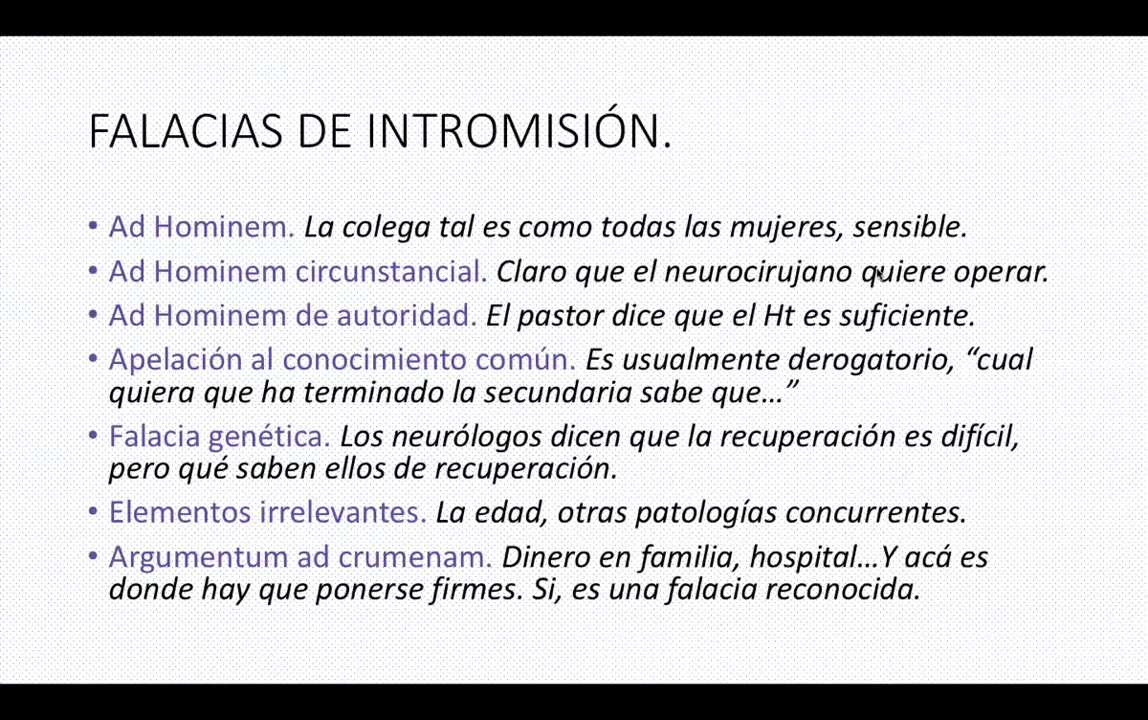 FALACIAS DE INTROMISIÓN.
• Ad Hominem. La colega tal es como todas las mujeres, sensible.
• Ad Hominem circunstancial. Claro que el neurocirujano quiere operar.
• Ad Hominem de autoridad. El pastor dice que el Ht es suficiente.
• Apelación al conocimiento común. Es usualmente derogatorio, “cual
quiera que ha terminado la secundaria sabe que…”
• Falacia genética. Los neurólogos dicen que la recuperación es difícil,
pero qué saben ellos de recuperación.
• Elementos irrelevantes. La edad, otras patologías concurrentes.
• Argumentum ad crumenam. Dinero en familia, hospital…Y acá es
donde hay que ponerse firmes. Si, es una falacia reconocida.